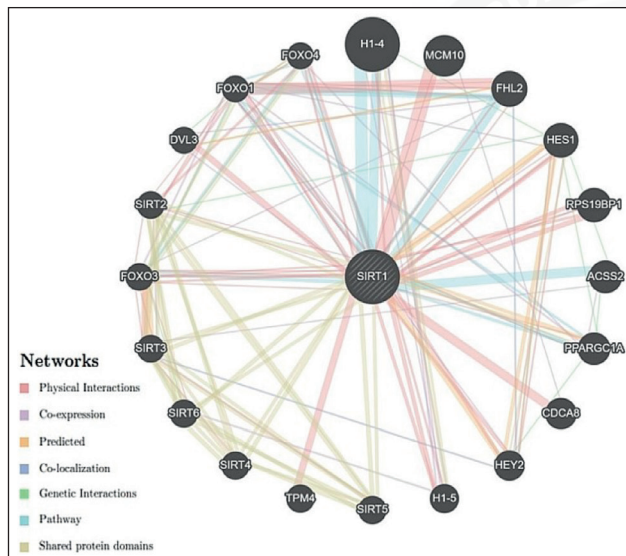 H1-4
MCM10
FHL2
HES1
RPS19BP1
ACSS2
PPARGC1A
CDCA8
HEY2
H1-5
SIRT5
TPM4
SIRT4
SIRT6
SIRT3
FOXO3
SIRT2
DVL3
FOXO1
FOXO4
SIRT1
Networks
Physical Interactions
Co-expression
Predicted
Co-localization
Genetic Interactions
Pathway
Shared protein domains